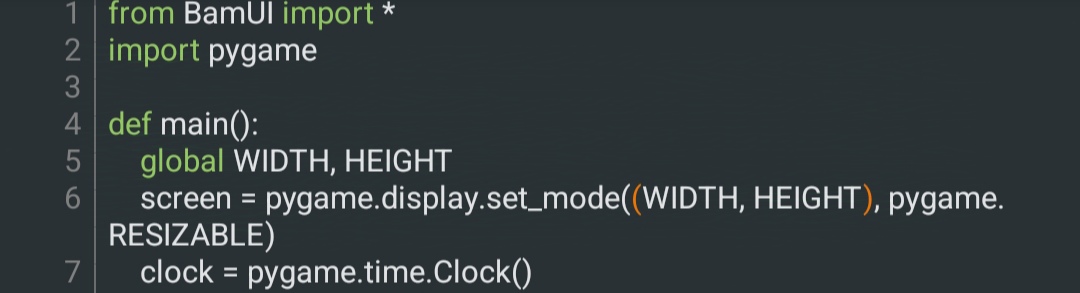 1 from BamUI import *
2 import pygame
3
4 def main():
5 global WIDTH, HEIGHT
6 screen = pygame.display.set_mode((WIDTH, HEIGHT), pygame.
RESIZABLE)
7 clock = pygame.time.Clock()